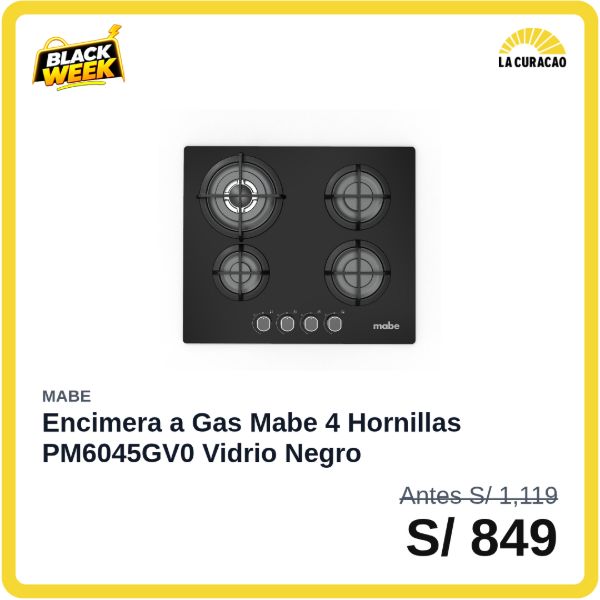 BLACK
WEEK
LA CURACAO
mabe
MABE
Encimera a Gas Mabe 4 Hornillas
PM6045GV0 Vidrio Negro
Antes S/ 1,119
S/ 849